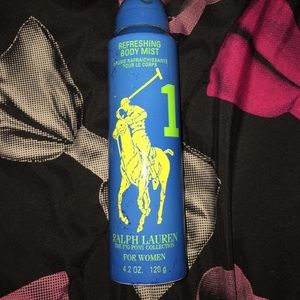 REFRESHING
BODY MIST
BRUME RAFRAICHISSANTE
POUR LE CORPS
1
RALPH LAUREN
THE BIG PONY COLLECTION
FOR WOMEN
4.2 OZ. 120 g